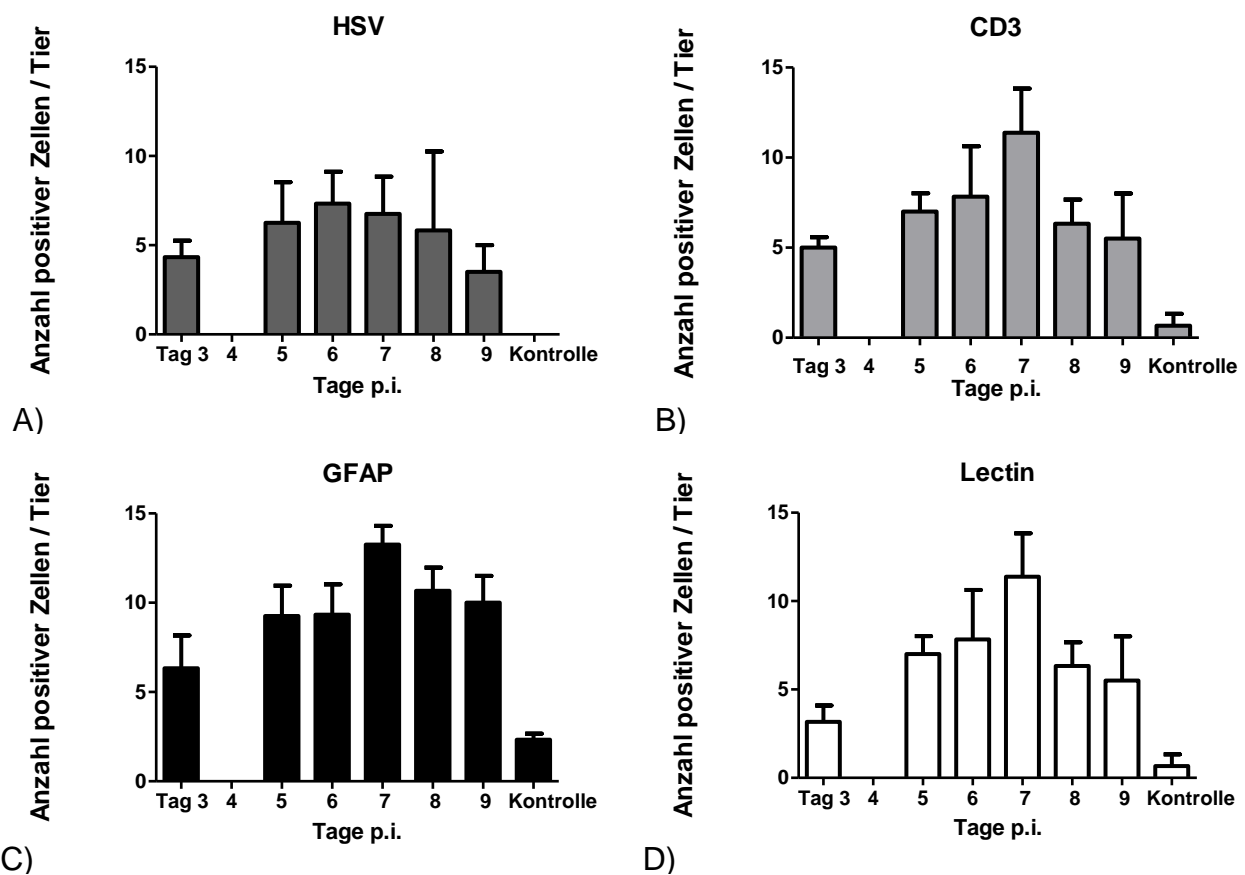 HSV
Anzahl positiver Zellen / Tier
15
10
5
0
Tag 3 4 5 6 7 8 9 Kontrolle
Tage p.i.
A)
CD3
Anzahl positiver Zellen / Tier
15
10
5
0
Tag 3 4 5 6 7 8 9 Kontrolle
Tage p.i.
B)
GFAP
Anzahl positiver Zellen / Tier
15
10
5
0
Tag 3 4 5 6 7 8 9 Kontrolle
Tage p.i.
C)
Lectin
Anzahl positiver Zellen / Tier
15
10
5
0
Tag 3 4 5 6 7 8 9 Kontrolle
Tage p.i.
D)